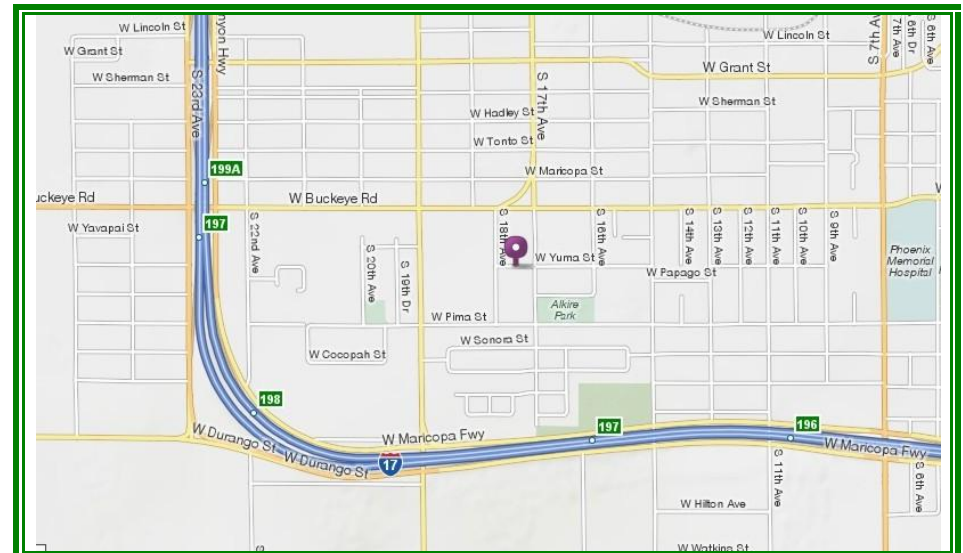 W Lincoln St
nyon Hwy
W Lincoln St
S 7th Av
7th Ave
6th Dr
S 6th Ave
W Grant St
W Grant St
W Sherman St
S 23rd Ave
S 17th Ave
W Sherman St
W Hadley St
W Tonto St
199A
W Maricopa St
uckeye Rd
W Buckeye Rd
W
197
W Yavapai St
S 22nd Ave
S 20th Ave
S 19th Dr
S 18th Ave
W Yuma St
S 16th Ave
S 14th Ave
S 13th Ave
S 12th Ave
S 11th Ave
S 10th Ave
S 9th Ave
W Papago St
Phoenix
Memorial
Hospital
Alkire
Park
W Pima St
W Sonora St
W Cocopah St
198
197
196
W Durango St
W Durango St
W Maricopa Fwy
17
W Maricopa Fwy
S 11th Ave
S 6th Ave
W Hilton Ave
W Watkins St